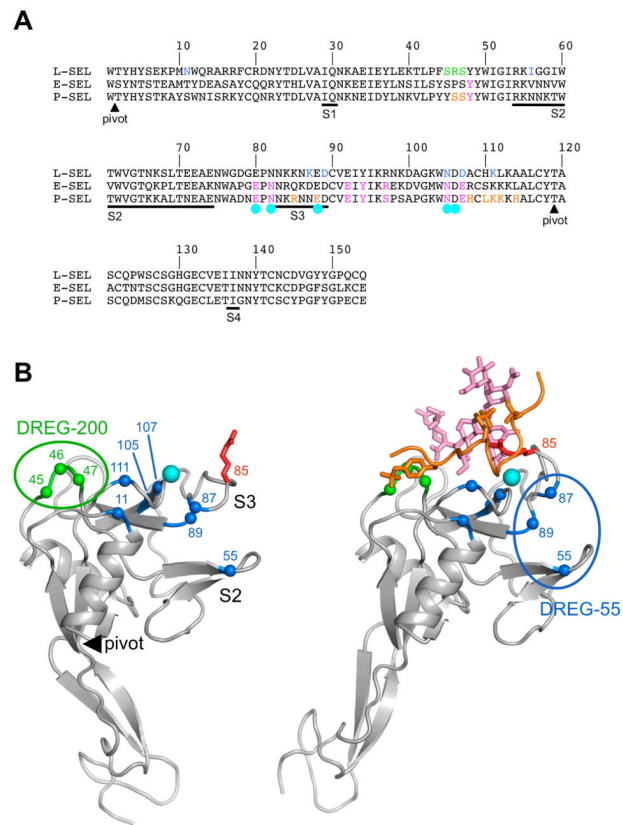 A
10 20 30 40 50 60
L-SEL WTYHYSEKPMNWQRARRFCRDNYTDLVAIQNKAEIEYLEKTLPFSRSYYWIGIRKIGGIW
E-SEL WSYNTSTEAMTYDEASAYCQQRYTHLVAIQNKEEIEYLNSILSYSPSYYWIGIRKVNNVW
P-SEL WTYHYSTKAYSWNISRKYCQNRYTDLVAIQNKNEIDYLNKVLPYYSSYYWIGIRKNNKTW
pivot S1 S2
70 80 90 100 110 120
L-SEL TWVGTNKSLTEEAENWGDGEPNNKKNKEDCVEIYIKRNKDAGKWNDDACHKLKAALCYTA
E-SEL VWVGTQKPLTEEAKNWAPGEPNNRQKDEDCVEIYIKREKDVGMWNDERCSKKKLALCYTA
P-SEL TWVGTKKALTNEAENWADNEPNNKRNNEDCVEIYIKSPSAPGKWNDEHCLKKKHALCYTA
S2 S3 pivot
130 140 150
L-SEL SCQPWSCSGHGECVEIINNYTCNCDVGYYGPQCQ
E-SEL ACTNTSCSGHGECVETINNYTCKCDPGFSGLKCE
P-SEL SCQDMSCSKQGECLETIGNYTCSCYPGFYGPECE
S4
B
DREG-200
107
105
46
45
47
111
11
85
S3
87
89
55
S2
pivot
85
87
89
55
DREG-55